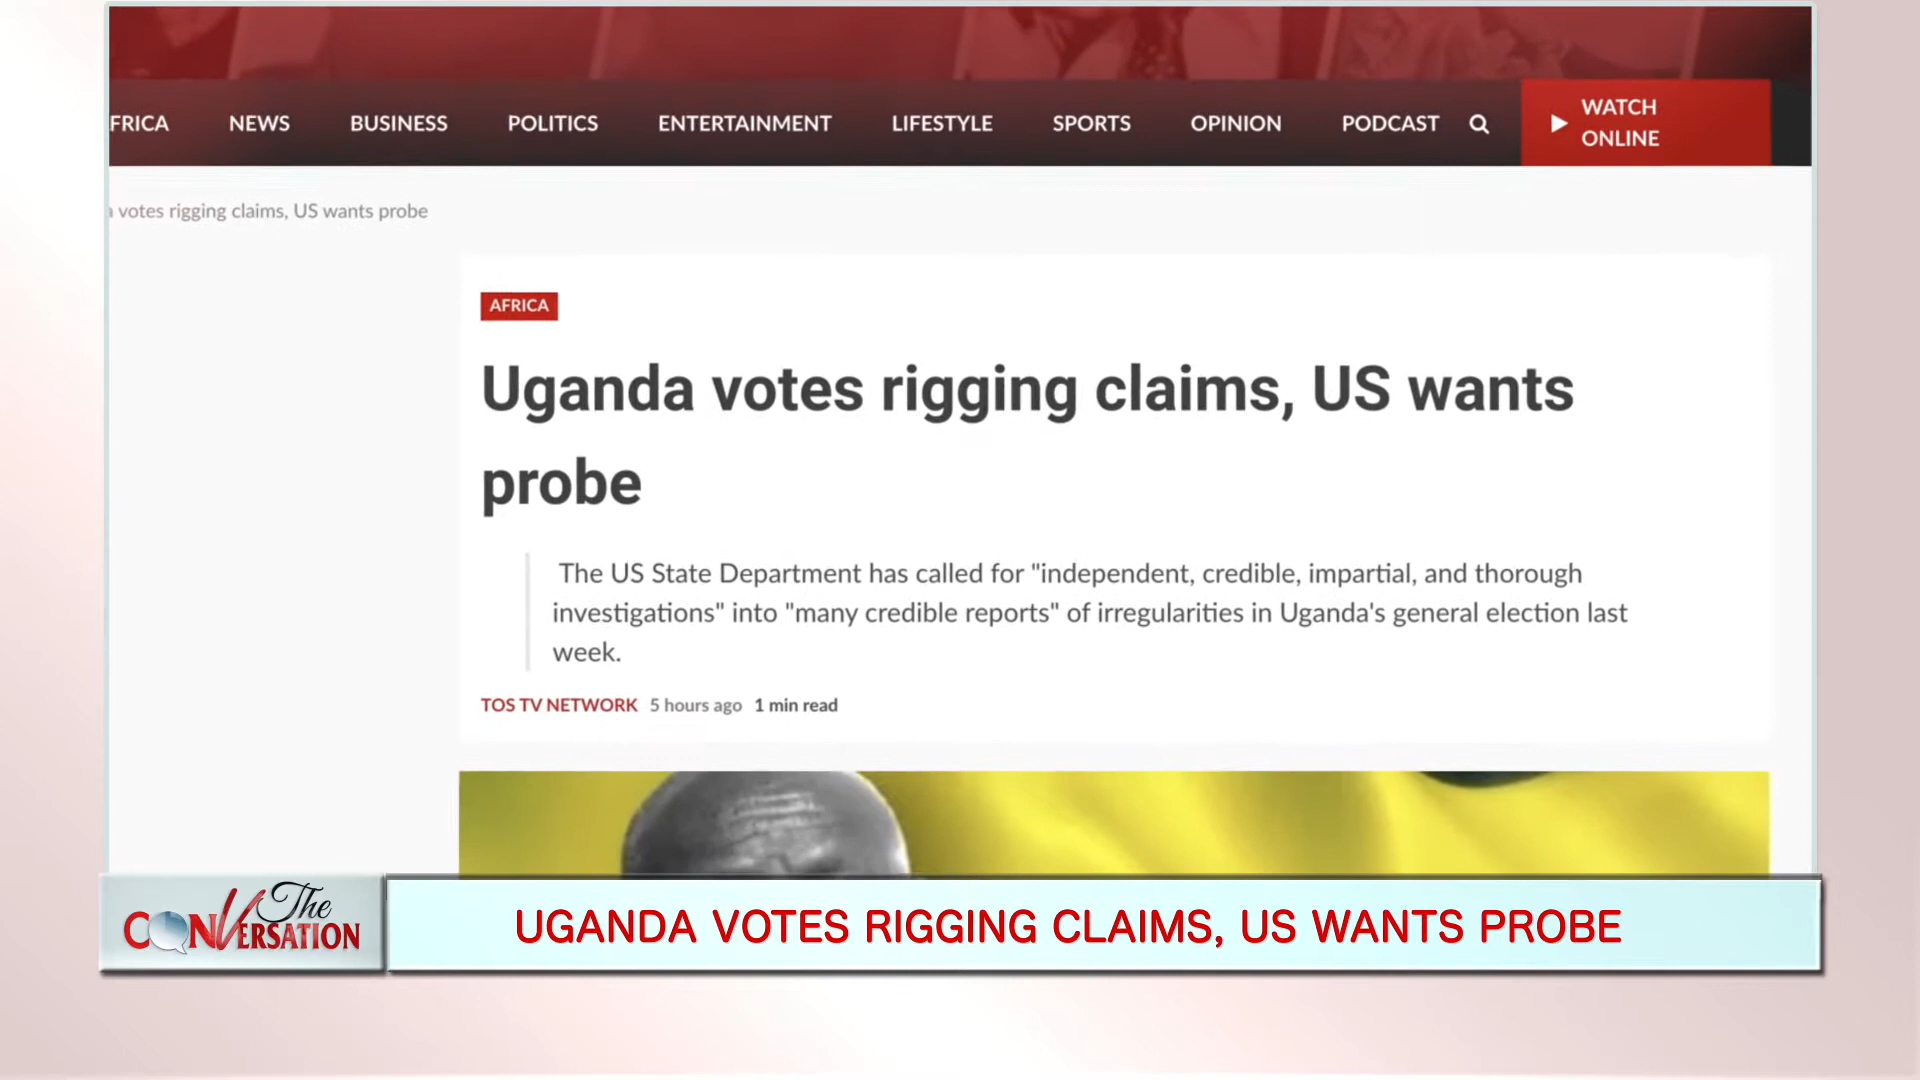 FRICA NEWS BUSINESS POLITICS ENTERTAINMENT LIFESTYLE SPORTS OPINION PODCAST WATCH
ONLINE
votes rigging claims, US wants probe
AFRICA
Uganda votes rigging claims, US wants
probe
The US State Department has called for "independent, credible, impartial, and thorough
investigations" into "many credible reports" of irregularities in Uganda's general election last
week.
TOS TV NETWORK 5 hours ago 1 min read
The
CONVERSATION
UGANDA VOTES RIGGING CLAIMS, US WANTS PROBE